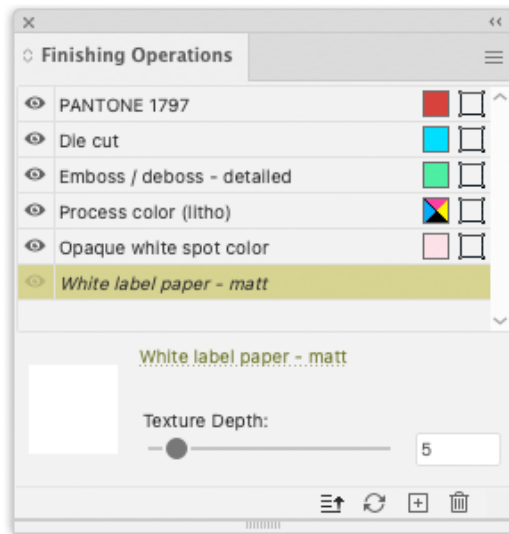 Finishing Operations
PANTONE 1797
Die cut
Emboss / deboss - detailed
Process color (litho)
Opaque white spot color
White label paper - matt
White label paper - matt
Texture Depth:
5